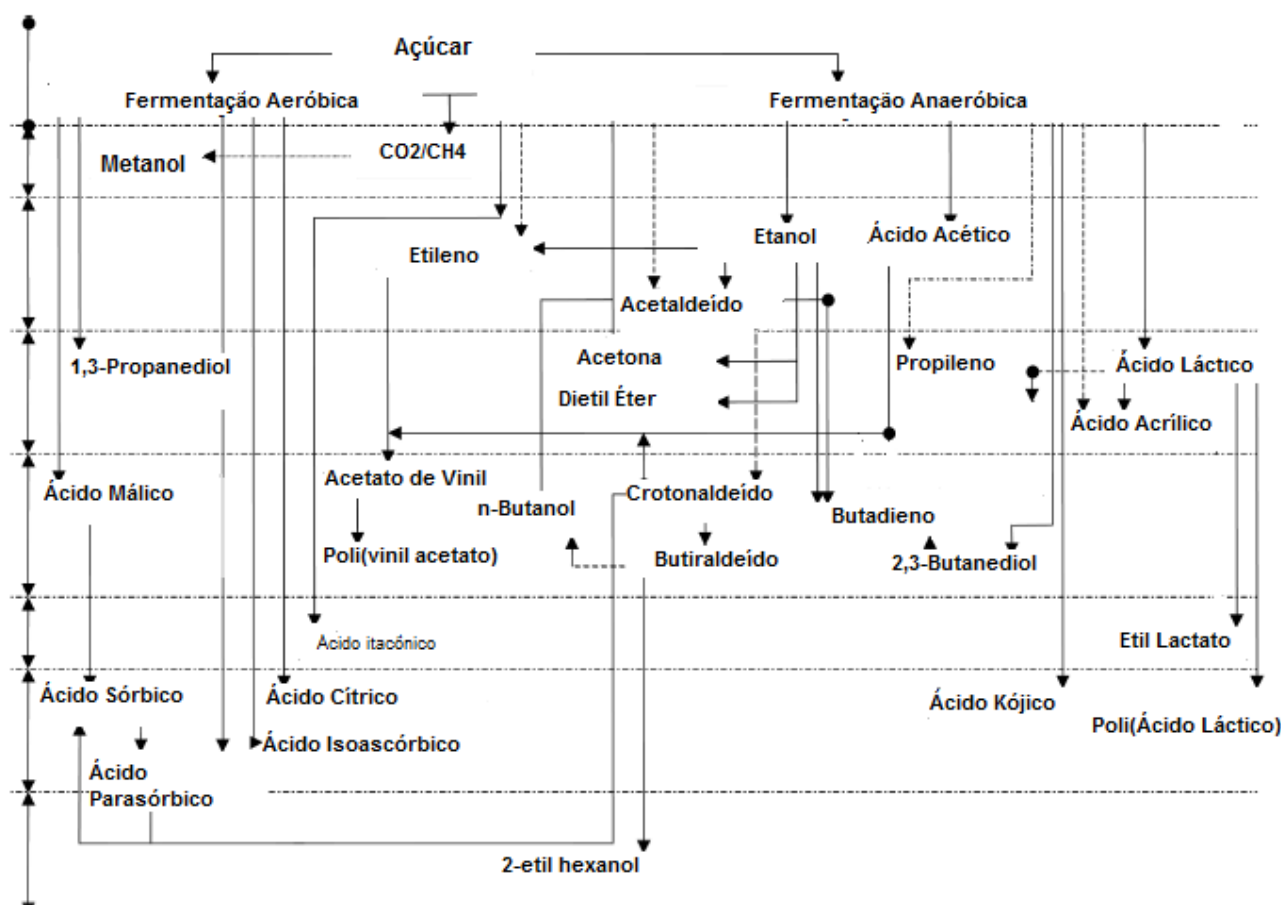 Açúcar
Fermentação Aeróbica
Fermentação Anaeróbica
CO2/CH4
Metanol
Etanol
Ácido Acético
Etileno
Acetaldeído
Acetona
Propileno
Ácido Láctico
1,3-Propanediol
Dietil Éter
Ácido Acrílico
Acetato de Vinil
Ácido Málico
Crotonaldeído
n-Butanol
Butadieno
Poli(vinil acetato)
Butiraldeído
2,3-Butanediol
Ácido itacônico
Etil Lactato
Ácido Sórbico
Ácido Cítrico
Ácido Kójico
Poli(Ácido Láctico)
Ácido Isoascórbico
Ácido
Parasórbico
2-etil hexanol